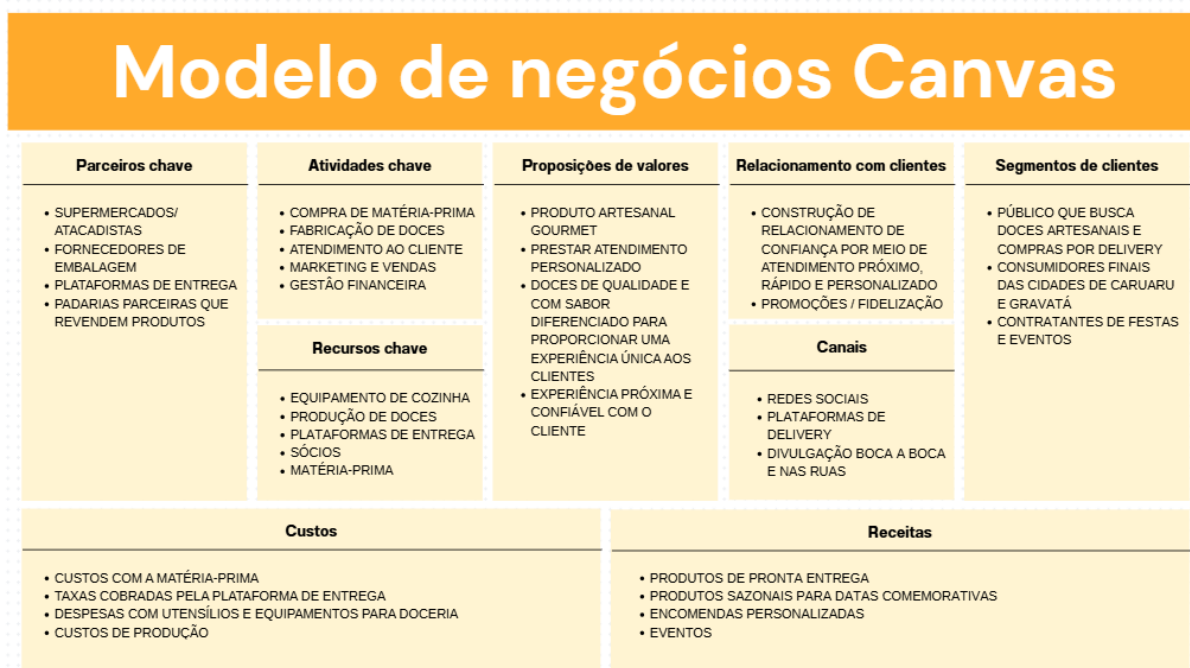 Modelo de negócios Canvas
Parceiros chave
• SUPERMERCADOS/
ATACADISTAS
• FORNECEDORES DE
EMBALAGEM
• PLATAFORMAS DE ENTREGA
• PADARIAS PARCEIRAS QUE
REVENDEM PRODUTOS
Atividades chave
• COMPRA DE MATÉRIA-PRIMA
• FABRICAÇÃO DE DOCES
• ATENDIMENTO AO CLIENTE
• MARKETING E VENDAS
• GESTÃO FINANCEIRA
Recursos chave
• EQUIPAMENTO DE COZINHA
• PRODUÇÃO DE DOCES
• PLATAFORMAS DE ENTREGA
• SÓCIOS
• MATÉRIA-PRIMA
Proposições de valores
• PRODUTO ARTESANAL
GOURMET
• PRESTAR ATENDIMENTO
PERSONALIZADO
• DOCES DE QUALIDADE E
COM SABOR
DIFERENCIADO PARA
PROPORCIONAR UMA
EXPERIÊNCIA ÚNICA AOS
CLIENTES
• EXPERIÊNCIA PRÓXIMA E
CONFIÁVEL COM O
CLIENTE
Relacionamento com clientes
• CONSTRUÇÃO DE
RELACIONAMENTO DE
CONFIANÇA POR MEIO DE
ATENDIMENTO PRÓXIMO,
RÁPIDO E PERSONALIZADO
• PROMOÇÕES / FIDELIZAÇÃO
Canais
• REDES SOCIAIS
• PLATAFORMAS DE
DELIVERY
• DIVULGAÇÃO BOCA A BOCA
E NAS RUAS
Segmentos de clientes
• PÚBLICO QUE BUSCA
DOCES ARTESANAIS E
COMPRAS POR DELIVERY
• CONSUMIDORES FINAIS
DAS CIDADES DE CARUARU
E GRAVATÁ
• CONTRATANTES DE FESTAS
E EVENTOS
Custos
• CUSTOS COM A MATÉRIA-PRIMA
• TAXAS COBRADAS PELA PLATAFORMA DE ENTREGA
• DESPESAS COM UTENSÍLIOS E EQUIPAMENTOS PARA DOCERIA
• CUSTOS DE PRODUÇÃO
Receitas
• PRODUTOS DE PRONTA ENTREGA
• PRODUTOS SAZONAIS PARA DATAS COMEMORATIVAS
• ENCOMENDAS PERSONALIZADAS
• EVENTOS